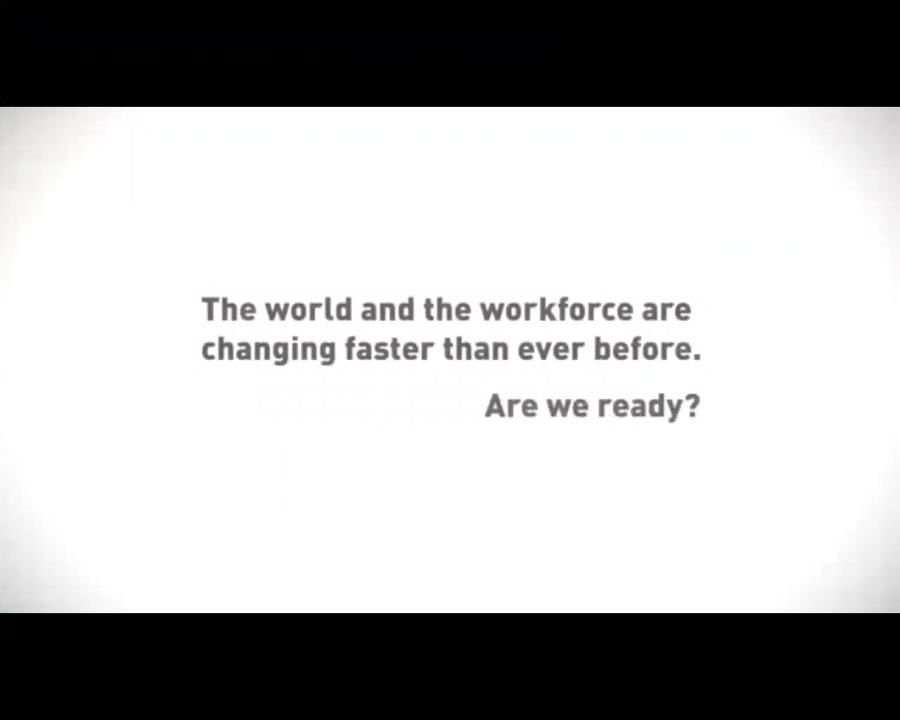 The world and the workforce are
changing faster than ever before.
Are we ready?